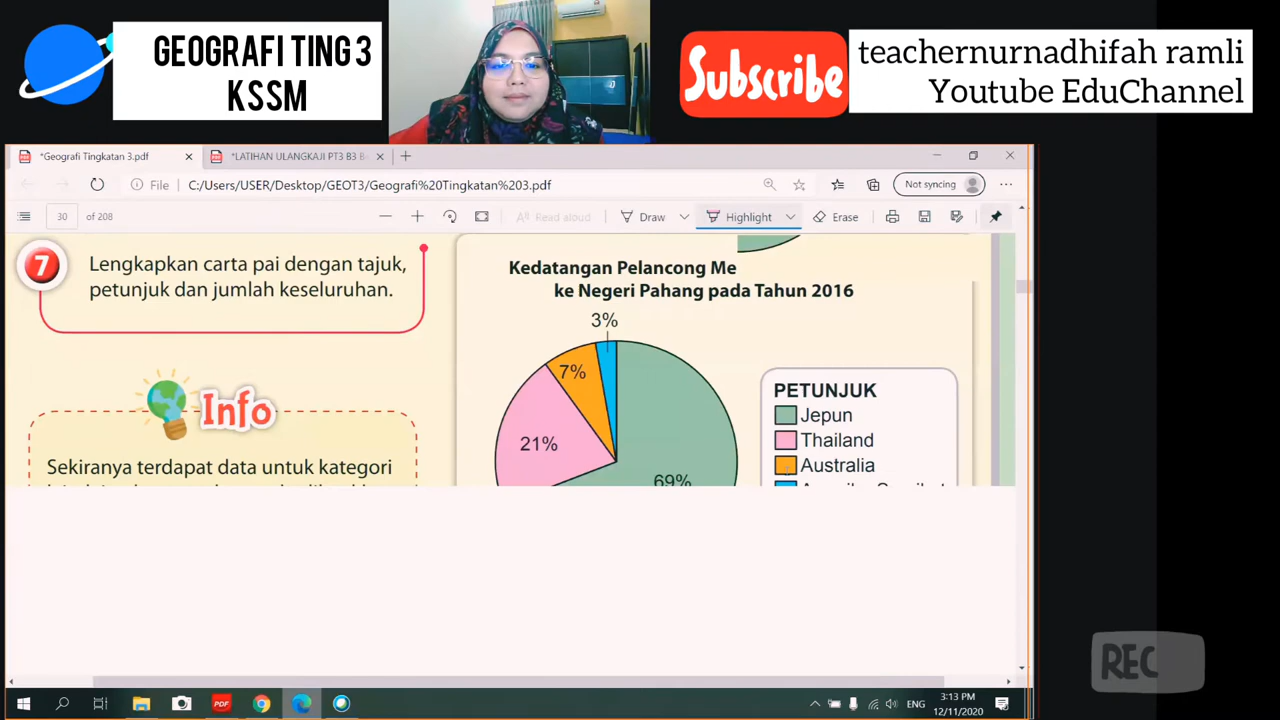 GEOGRAFI TING 3
KSSM
Subscribe
teachernurnadhifah ramli
Youtube EduChannel
*Geografi Tingkatan 3.pdf
*LATIHAN ULANGKAJI PT3 B3 B
File
C:/Users/USER/Desktop/GEOT3/Geografi%20Tingkatan%203.pdf
Not syncing
30 of 208
Read aloud
Draw
Highlight
Erase
7
Lengkapkan carta pai dengan tajuk,
petunjuk dan jumlah keseluruhan.
Info
Sekiranya terdapat data untuk kategori
Kedatangan Pelancong Me
ke Negeri Pahang pada Tahun 2016
3%
7%
21%
69%
PETUNJUK
Jepun
Thailand
Australia
REC
PDF
ENG
3:13 PM
12/11/2020